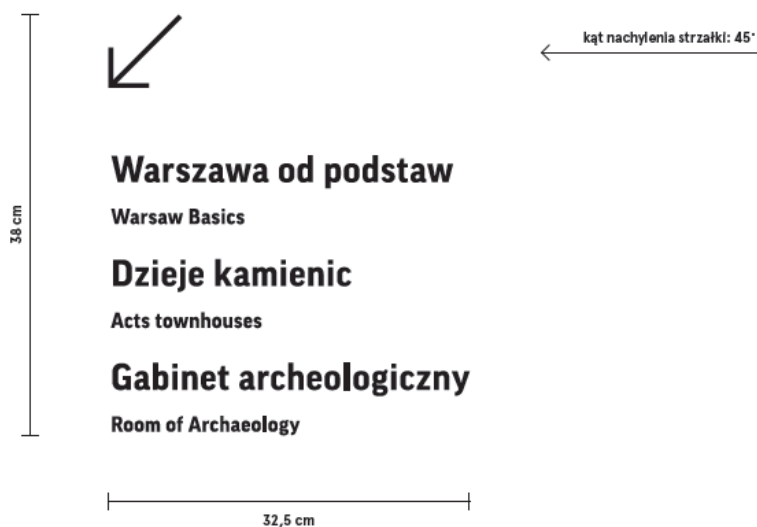 kąt nachylenia strzałki: 45°
Warszawa od podstaw
Warsaw Basics
Dzieje kamienic
Acts townhouses
Gabinet archeologiczny
Room of Archaeology
38 cm
32,5 cm